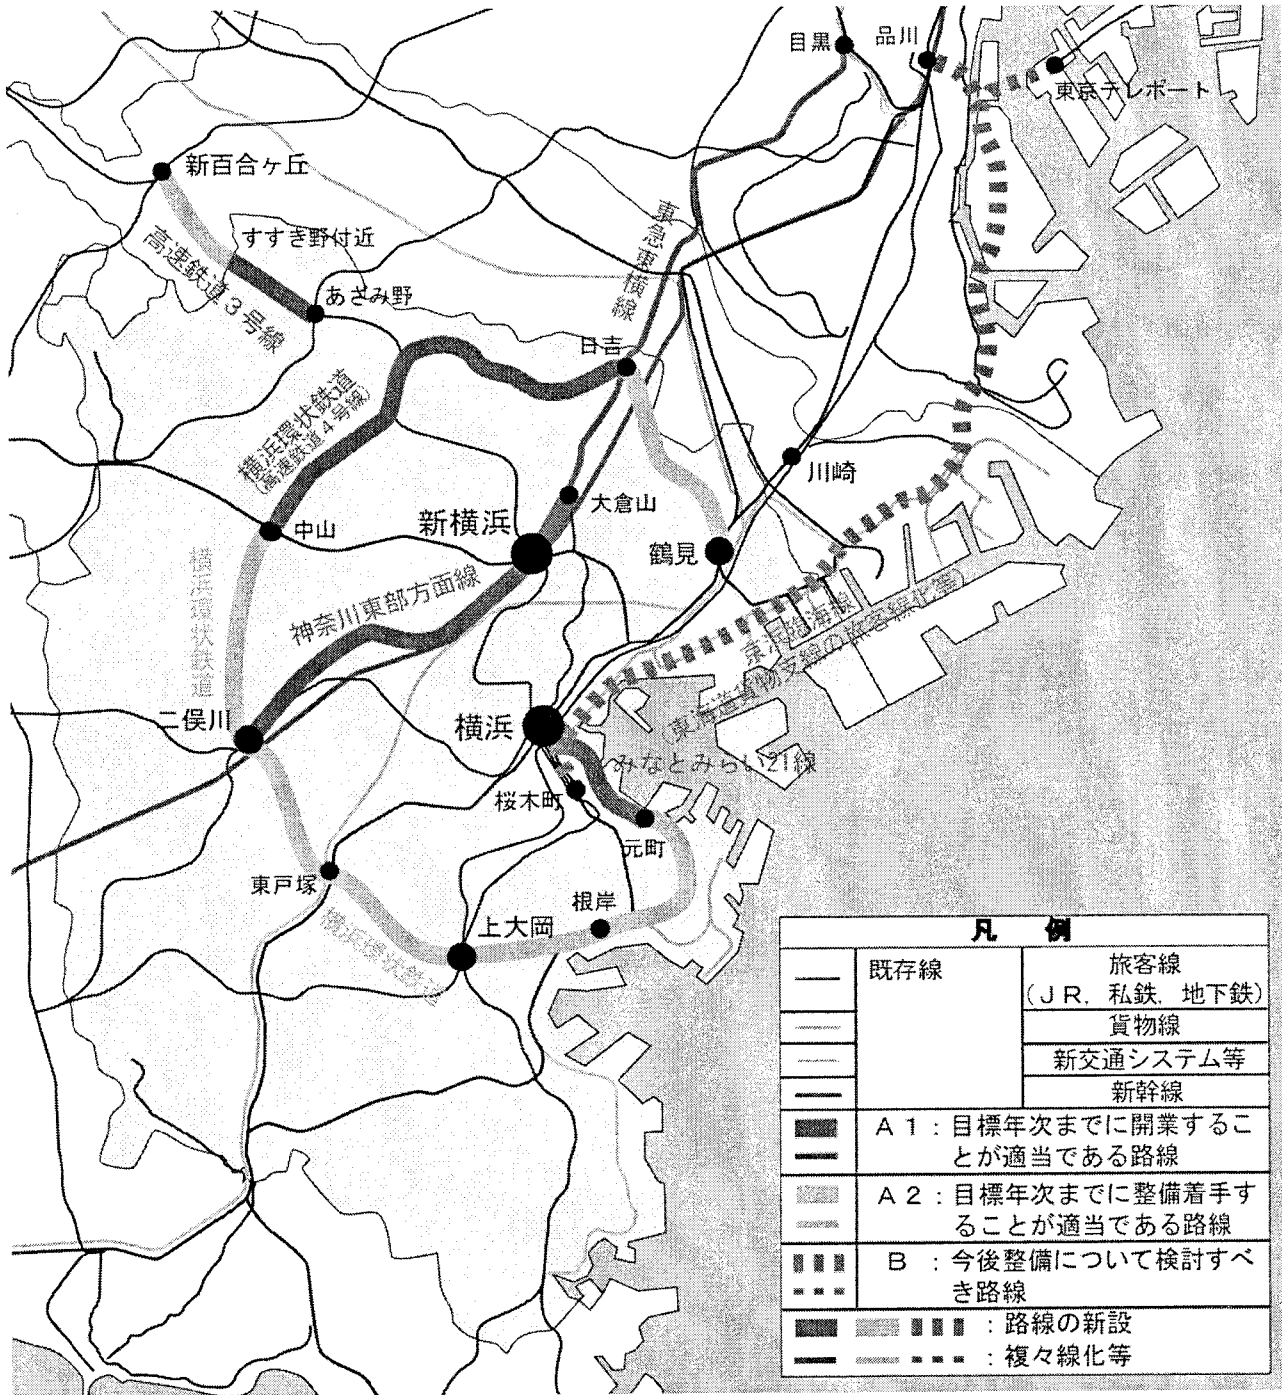 目黒
品川
東京テレポート
新百合ヶ丘
すすき野付近
高速鉄道3号線
あざみ野
東急東横線
日吉
横浜環状鉄道
(高速鉄道4号線)
川崎
大倉山
新横浜
中山
鶴見
横浜環状鉄道
神奈川東部方面線
京浜臨海線
(東海道貨物支線の旅客線化等)
二俣川
横浜
みなとみらい21線
桜木町
元町
東戸塚
根岸
上大岡
横浜環状鉄道
凡 例
既存線
旅客線
(JR, 私鉄, 地下鉄)
貨物線
新交通システム等
新幹線
A1:目標年次までに開業するこ
とが適当である路線
A2:目標年次までに整備着手す
ることが適当である路線
B :今後整備について検討すべ
き路線
:路線の新設
:複々線化等